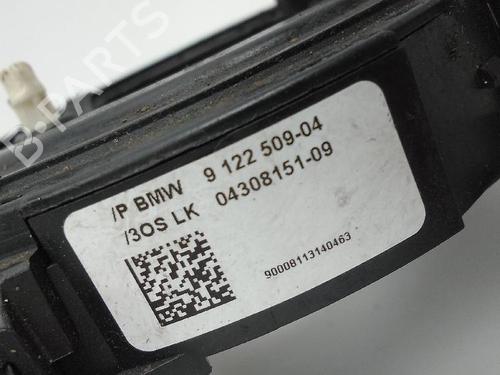 B-PARTS
/P BMW 9 122 509-04
/3OS LK 04308151-09
90008113140463